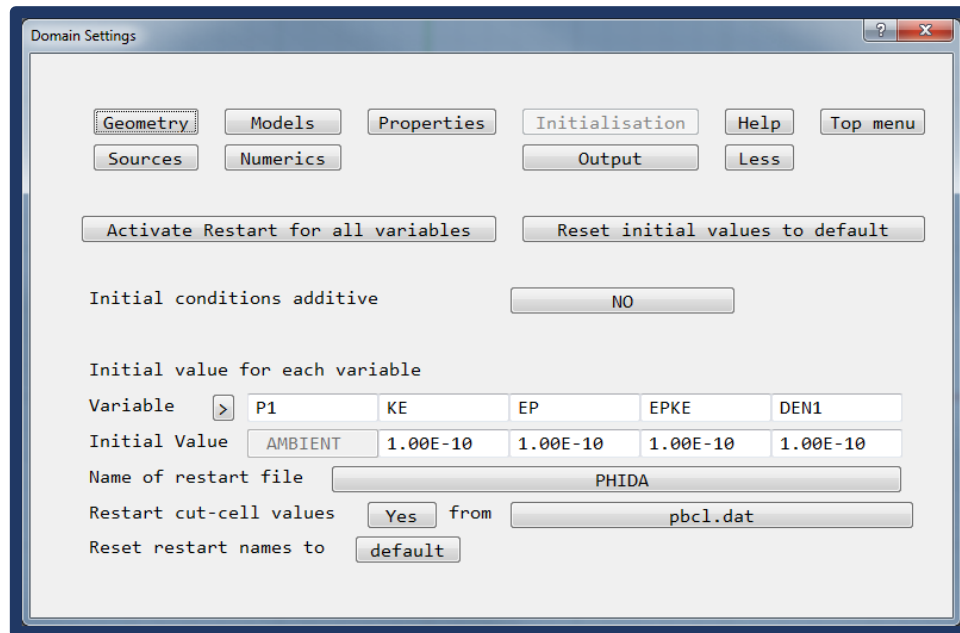 Domain Settings ? X
Geometry Models Properties Initialisation Help Top menu
Sources Numerics Output Less
Activate Restart for all variables Reset initial values to default
Initial conditions additive NO
Initial value for each variable
Variable > P1 KE EP EPKE DEN1
Initial Value AMBIENT 1.00E-10 1.00E-10 1.00E-10 1.00E-10
Name of restart file PHIDA
Restart cut-cell values Yes from pbcl.dat
Reset restart names to default